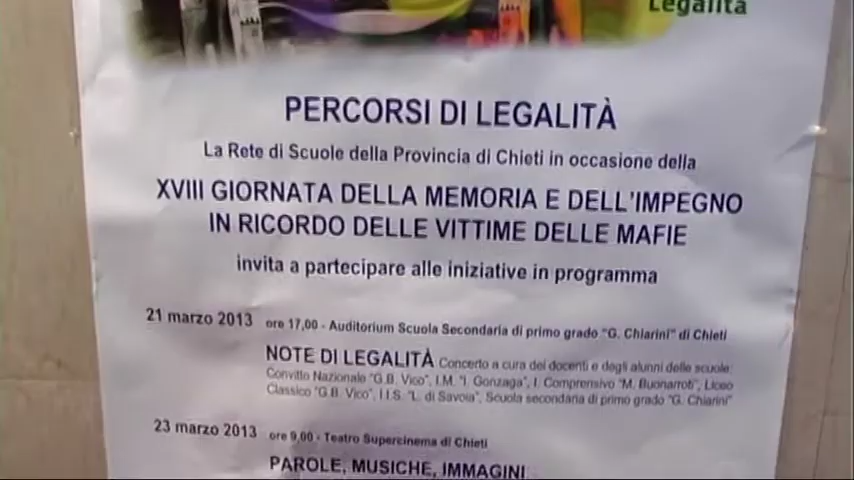 Legalità
PERCORSI DI LEGALITÀ
La Rete di Scuole della Provincia di Chieti in occasione della
XVIII GIORNATA DELLA MEMORIA E DELL'IMPEGNO
IN RICORDO DELLE VITTIME DELLE MAFIE
invita a partecipare alle iniziative in programma
21 marzo 2013 ore 17,00 - Auditorium Scuola Secondaria di primo grado "G. Chiarini" di Chieti
NOTE DI LEGALITÀ Concerto a cura dei docenti e degli alunni delle scuole:
Convitto Nazionale "G.B. Vico", I.M. "I. Gonzaga", I. Comprensivo "M. Buonarroti", Liceo
Classico "G.B. Vico", I.I.S. "L. di Savoia", Scuola secondaria di primo grado "G. Chiarini"
23 marzo 2013 ore 9,00 - Teatro Supercinema di Chieti
PAROLE, MUSICHE, IMMAGINI